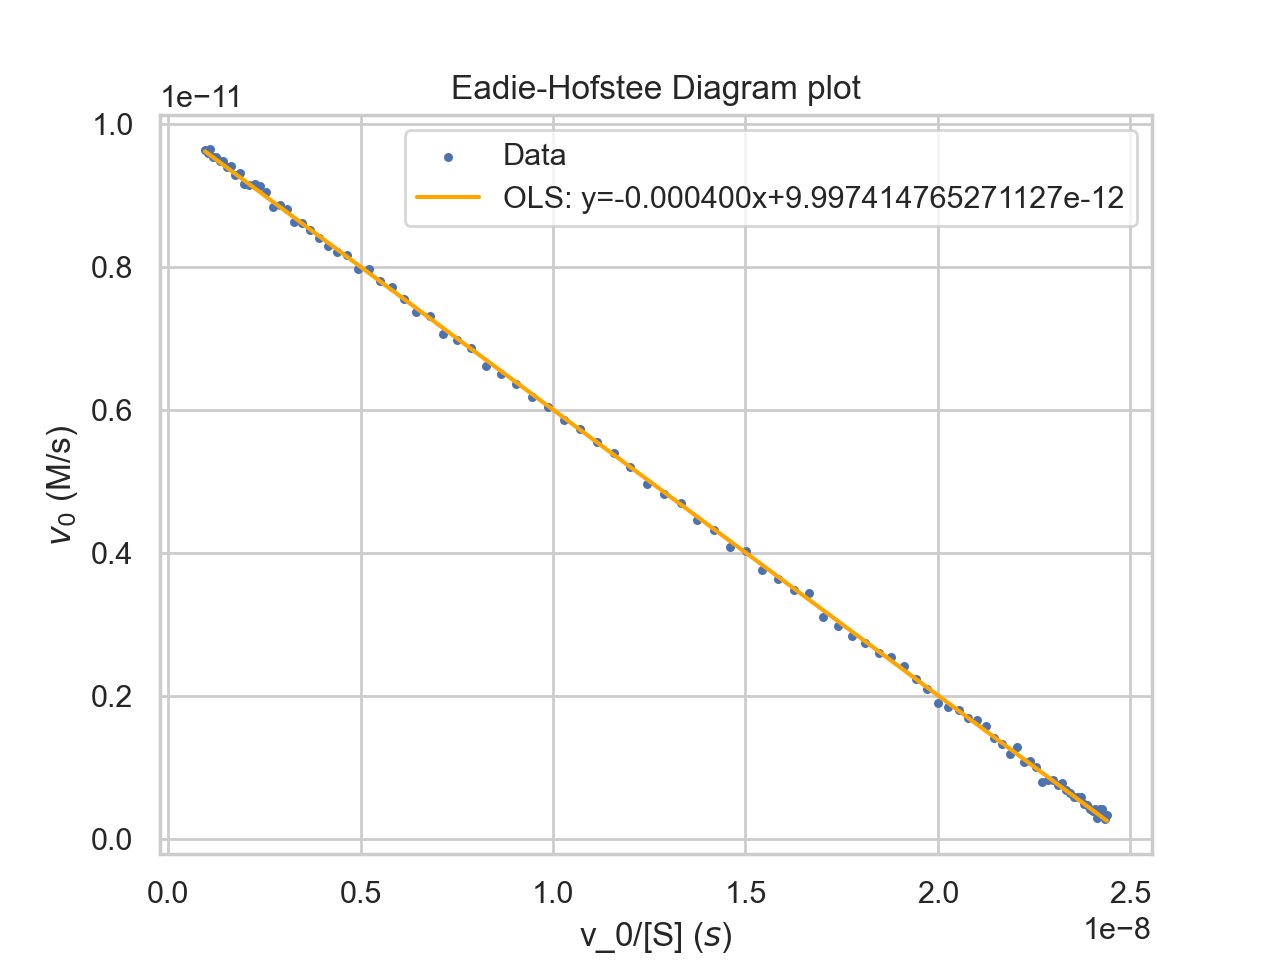 Eadie-Hofstee Diagram plot
1e−11
Data
OLS: y=-0.000400x+9.997414765271127e-12
1.0
0.8
0.6
0.4
0.2
0.0
v₀ (M/s)
0.0 0.5 1.0 1.5 2.0 2.5
1e−8
v_0/[S] (s)